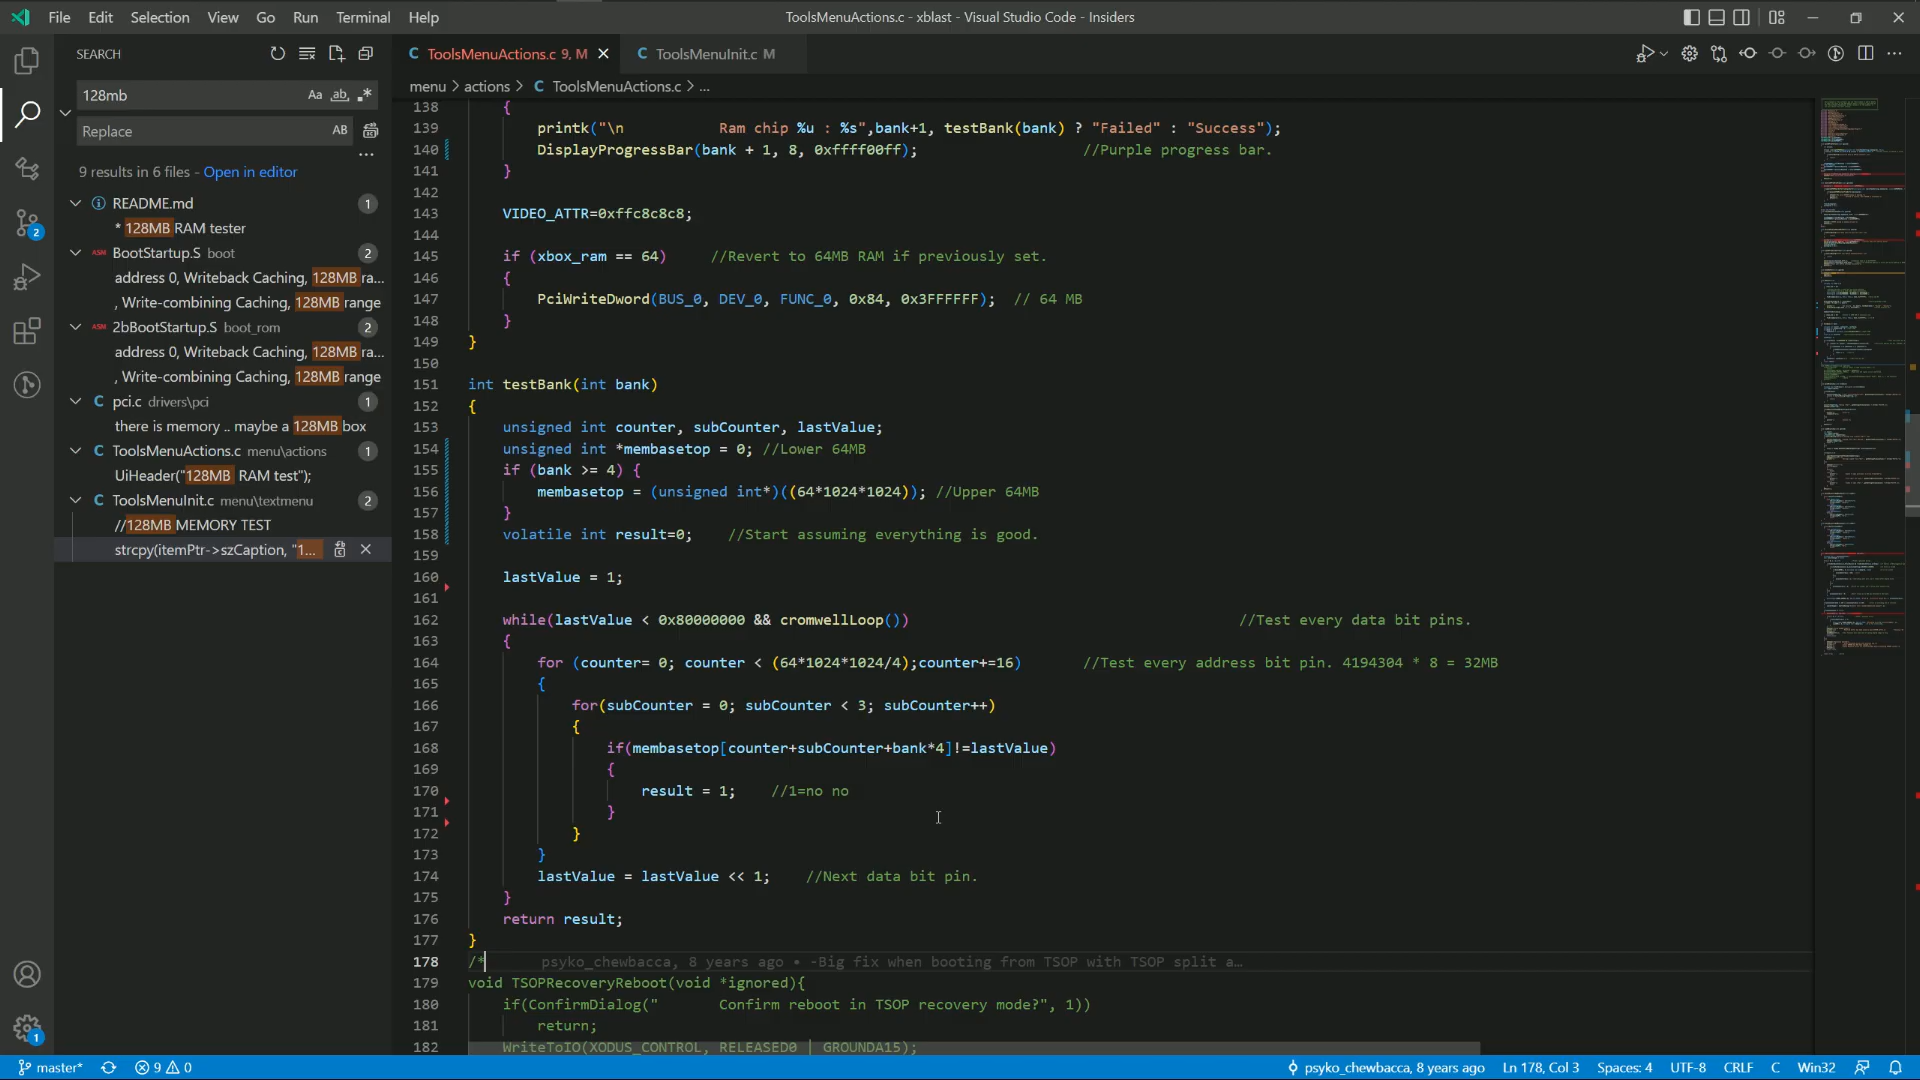 File Edit Selection View Go Run Terminal Help
ToolsMenuActions.c - xblast - Visual Studio Code - Insiders
SEARCH
128mb
Aa ab .*
Replace
AB
...
9 results in 6 files - Open in editor
README.md 1
* 128MB RAM tester
ASM BootStartup.S boot 2
address 0, Writeback Caching, 128MB ra...
, Write-combining Caching, 128MB range
ASM 2bBootStartup.S boot_rom 2
address 0, Writeback Caching, 128MB ra...
, Write-combining Caching, 128MB range
C pci.c drivers\pci 1
there is memory .. maybe a 128MB box
C ToolsMenuActions.c menu\actions 1
UiHeader("128MB RAM test");
C ToolsMenuInit.c menu\textmenu 2
//128MB MEMORY TEST
strcpy(itemPtr->szCaption, "1...
2
1
C ToolsMenuActions.c 9, M
C ToolsMenuInit.c M
menu > actions > C ToolsMenuActions.c > ...
138 {
139 printk("\n Ram chip %u : %s",bank+1, testBank(bank) ? "Failed" : "Success");
140 DisplayProgressBar(bank + 1, 8, 0xffff00ff); //Purple progress bar.
141 }
142
143 VIDEO_ATTR=0xffc8c8c8;
144
145 if (xbox_ram == 64) //Revert to 64MB RAM if previously set.
146 {
147 PciWriteDword(BUS_0, DEV_0, FUNC_0, 0x84, 0x3FFFFFF); // 64 MB
148 }
149 }
150
151 int testBank(int bank)
152 {
153 unsigned int counter, subCounter, lastValue;
154 unsigned int *membasetop = 0; //Lower 64MB
155 if (bank >= 4) {
156 membasetop = (unsigned int*)((64*1024*1024)); //Upper 64MB
157 }
158 volatile int result=0; //Start assuming everything is good.
159
160 lastValue = 1;
161
162 while(lastValue < 0x80000000 && cromwellLoop()) //Test every data bit pins.
163 {
164 for (counter= 0; counter < (64*1024*1024/4);counter+=16) //Test every address bit pin. 4194304 * 8 = 32MB
165 {
166 for(subCounter = 0; subCounter < 3; subCounter++)
167 {
168 if(membasetop[counter+subCounter+bank*4]!=lastValue)
169 {
170 result = 1; //1=no no
171 }
172 }
173 }
174 lastValue = lastValue << 1; //Next data bit pin.
175 }
176 return result;
177 }
178 /* psyko_chewbacca, 8 years ago • -Big fix when booting from TSOP with TSOP split a…
179 void TSOPRecoveryReboot(void *ignored){
180 if(ConfirmDialog(" Confirm reboot in TSOP recovery mode?", 1))
181 return;
182 WriteToIO(XODUS_CONTROL, RELEASED0 | GROUNDA15);
master* 9 0 psyko_chewbacca, 8 years ago Ln 178, Col 3 Spaces: 4 UTF-8 CRLF C Win32